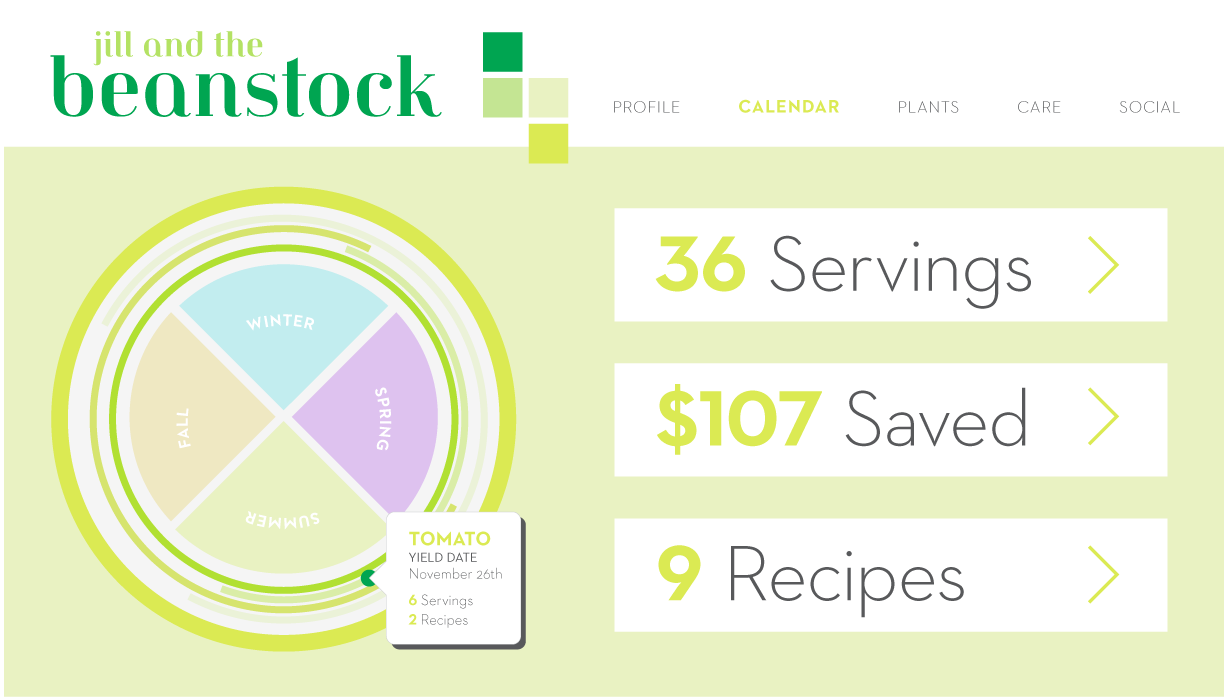 jill and the
beanstock
PROFILE
CALENDAR
PLANTS
CARE
SOCIAL
WINTER
SPRING
SUMMER
FALL
TOMATO
YIELD DATE
November 26th
6 Servings
2 Recipes
36 Servings
$107 Saved
9 Recipes